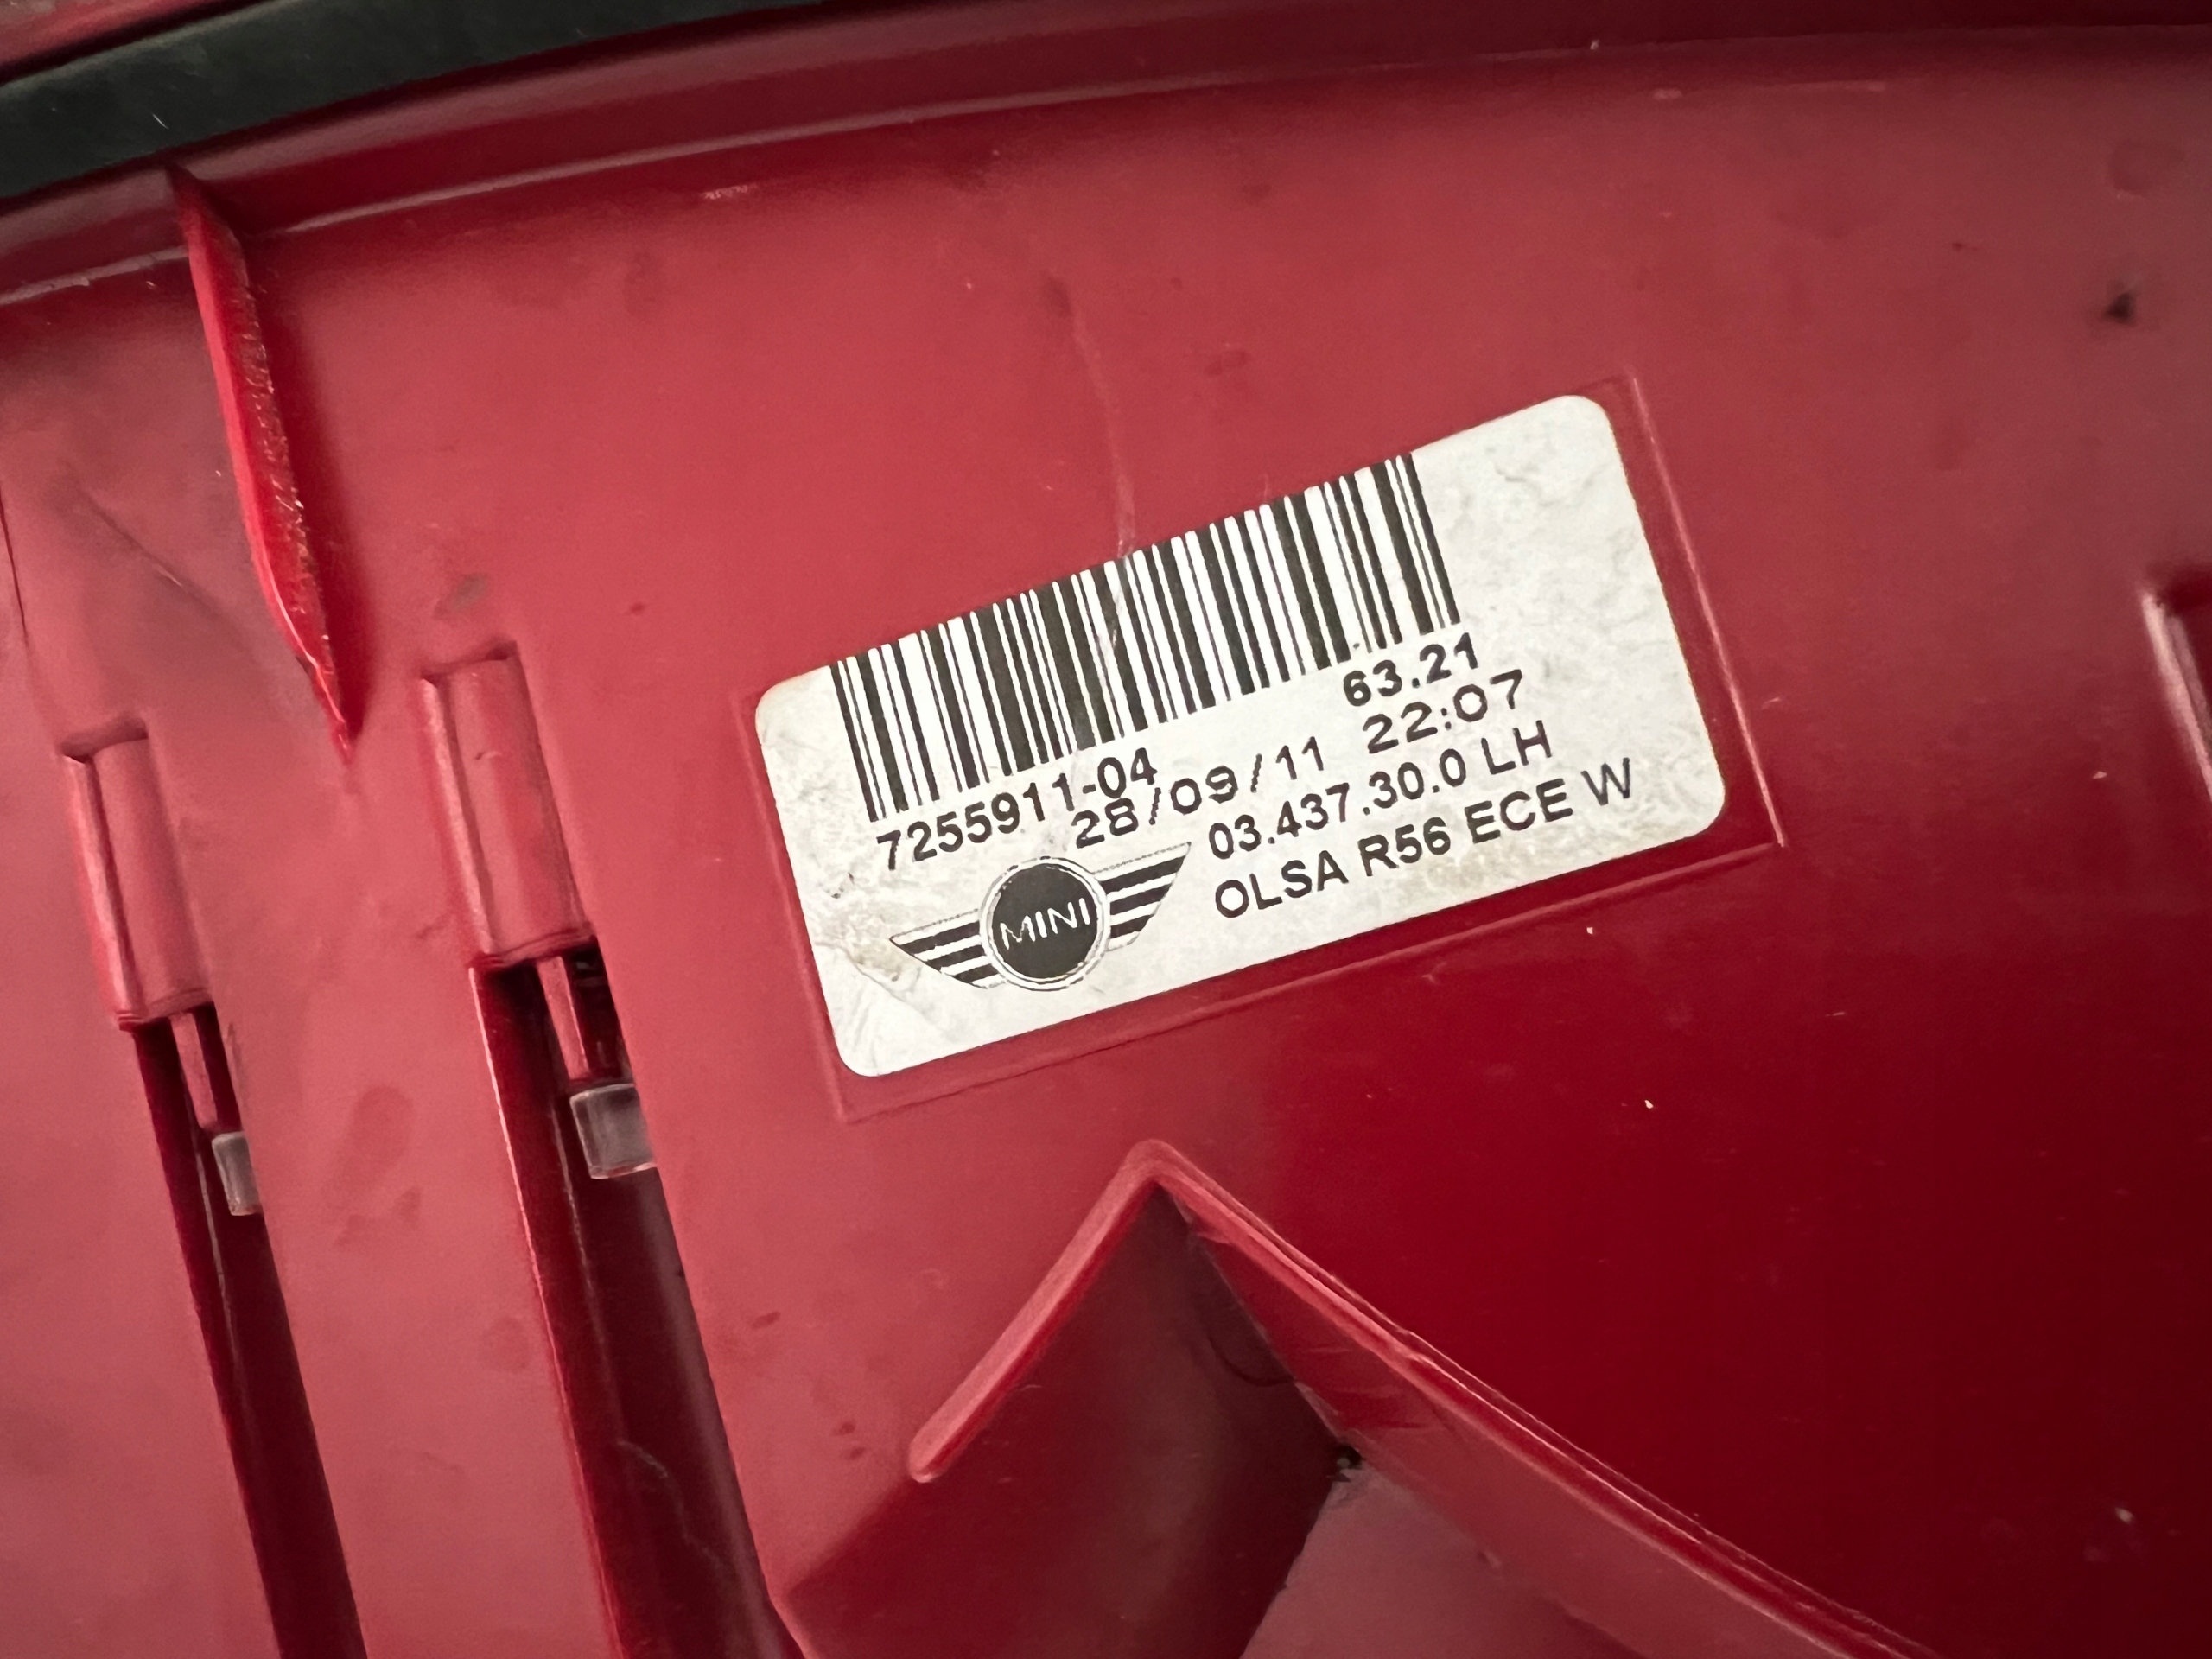 63.21
7255911-04
28/09/11 22:07
03.437.30.0 LH
OLSA R56 ECE W
MINI